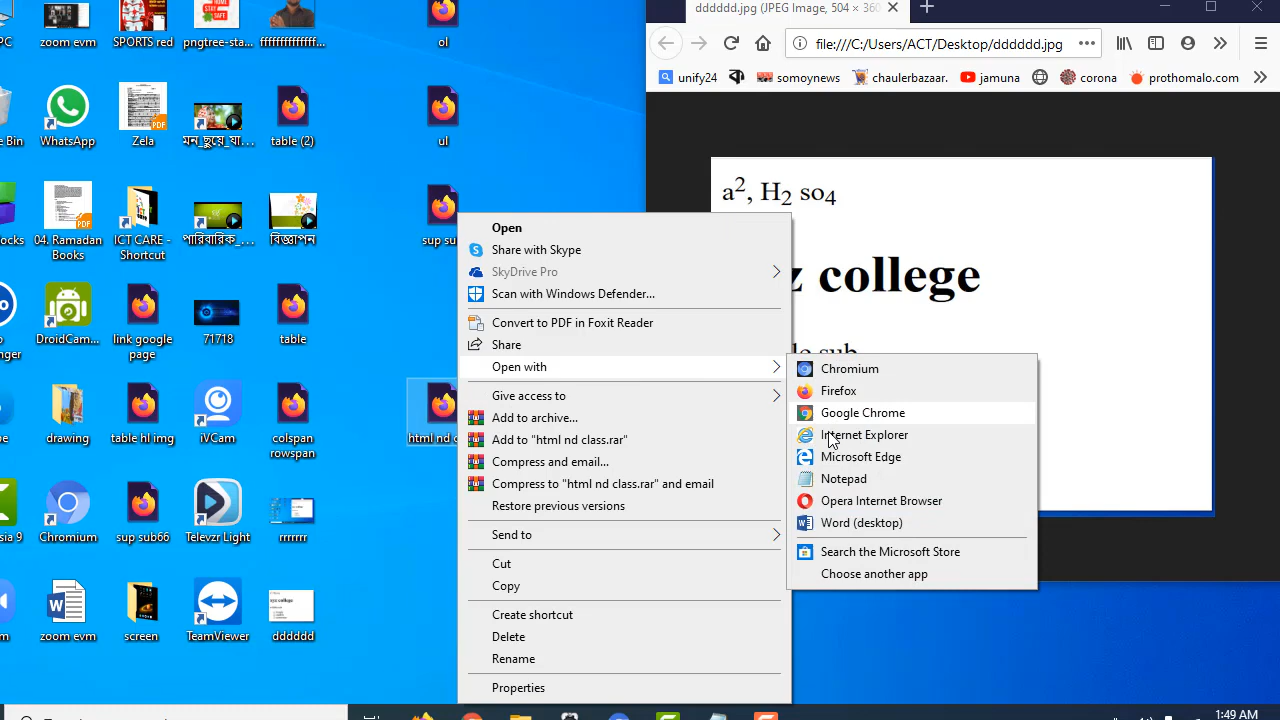 PC
zoom evm
SPORTS red
pngtree-sta...
ffffffffffffff...
ol
e Bin
WhatsApp
Zela
মন_ছুয়ে_যা...
table (2)
ul
ocks
04. Ramadan Books
ICT CARE - Shortcut
পারিবারিক_...
বিজ্ঞাপন
sup su
DroidCam...
link google page
71718
table
drawing
table hl img
iVCam
colspan rowspan
html nd c
sia 9
Chromium
sup sub66
Televzr Light
rrrrrr
zoom evm
screen
TeamViewer
dddddd
Open
Share with Skype
SkyDrive Pro
Scan with Windows Defender...
Convert to PDF in Foxit Reader
Share
Open with
Give access to
Add to archive...
Add to "html nd class.rar"
Compress and email...
Compress to "html nd class.rar" and email
Restore previous versions
Send to
Cut
Copy
Create shortcut
Delete
Rename
Properties
Chromium
Firefox
Google Chrome
Internet Explorer
Microsoft Edge
Notepad
Opera Internet Browser
Word (desktop)
Search the Microsoft Store
Choose another app
dddddd.jpg (JPEG Image, 504 × 360
file:///C:/Users/ACT/Desktop/dddddd.jpg
unify24 somoynews chaulerbazar. jamuna corona prothomalo.com
a², H₂ so₄
z college
le sub
1:49 AM